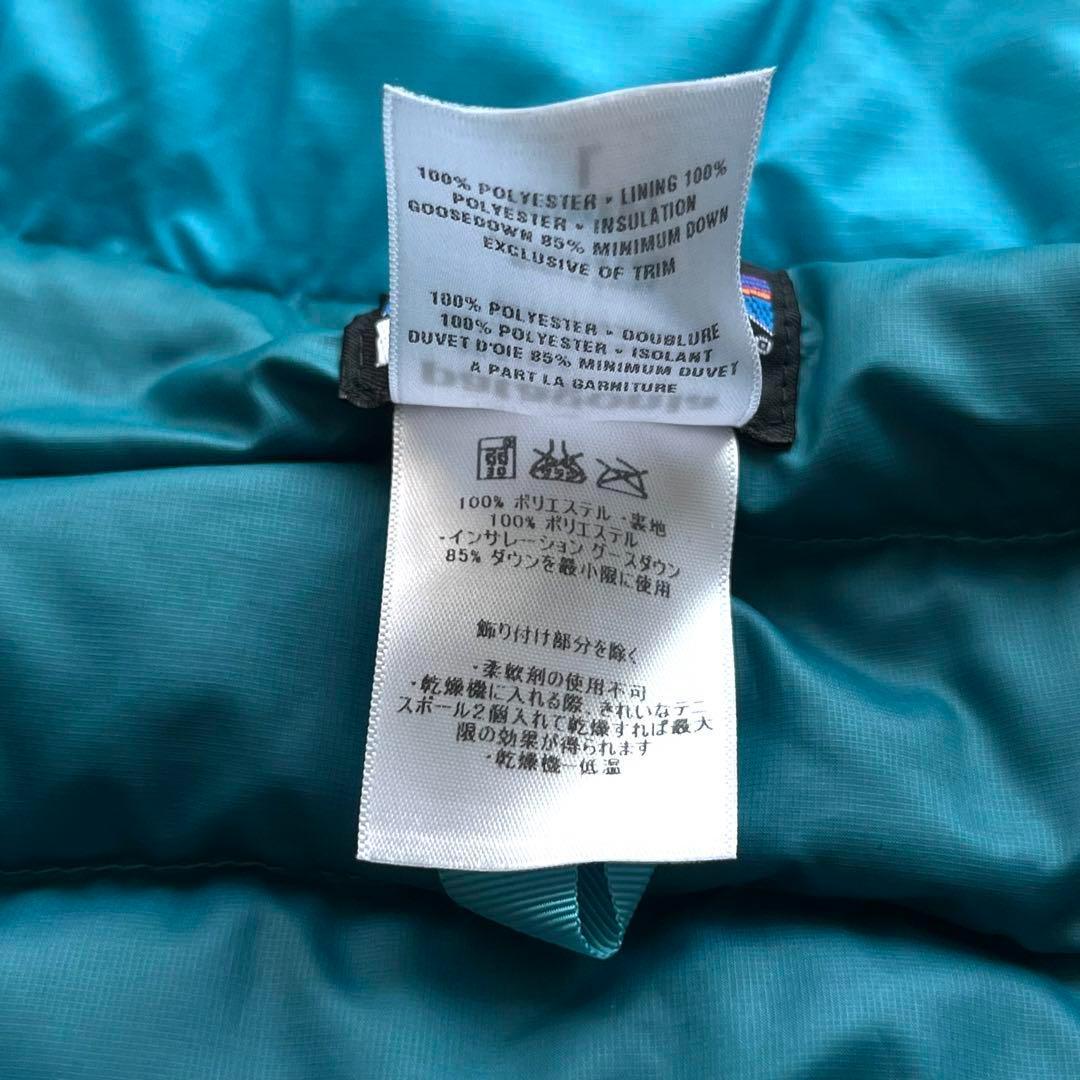 100% POLYESTER - LINING 100%
POLYESTER - INSULATION
GOOSEDOWN 85% MINIMUM DOWN
EXCLUSIVE OF TRIM
100% POLYESTER - DOUBLURE
100% POLYESTER - ISOLANT
DUVET D'OIE 85% MINIMUM DUVET
À PART LA GARNITURE
100% ポリエステル ・裏地
100% ポリエステル
・インサレーション グースダウン
85% ダウンを最小限に使用
飾り付け部分を除く
・柔軟剤の使用不可
・乾燥機に入れる際、きれいなテニ
スボール2個入れて乾燥すれば最大
限の効果が得られます
・乾燥機ー低温